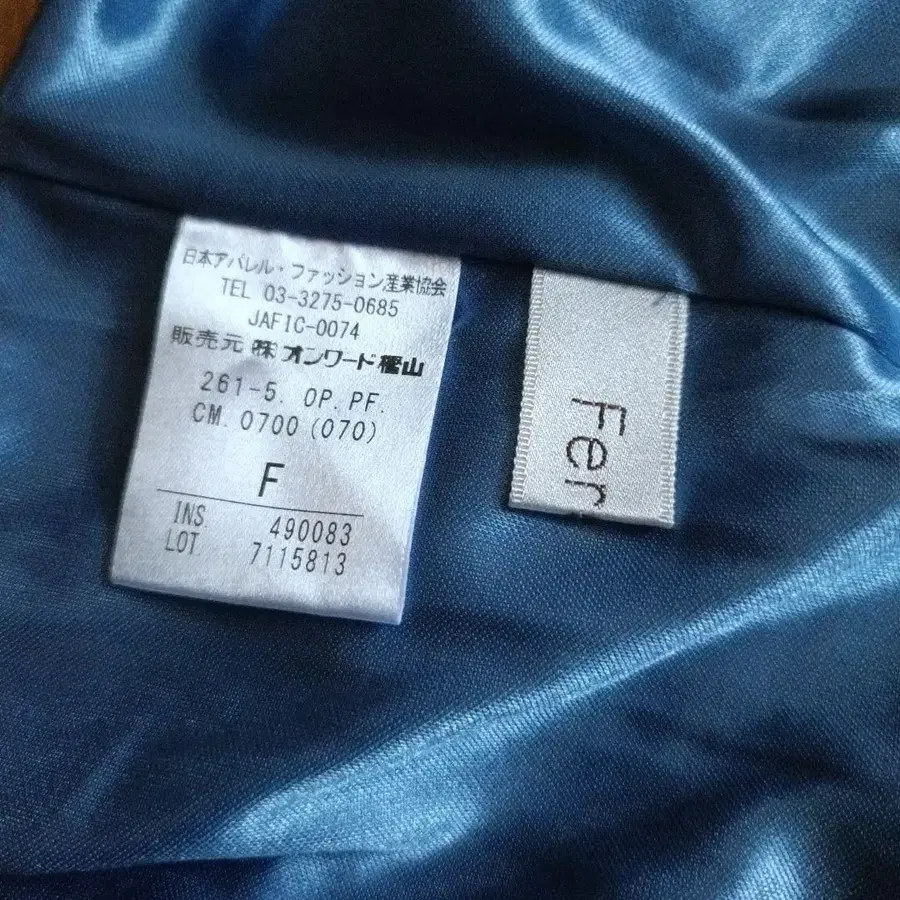 日本アパレル・ファッション産業協会
TEL 03-3275-0685
JAFIC-0074
販売元 ㈱オンワード樫山
261-5. OP. PF.
CM. 0700 (070)
F
INS. 490083
LOT. 7115813
Fer